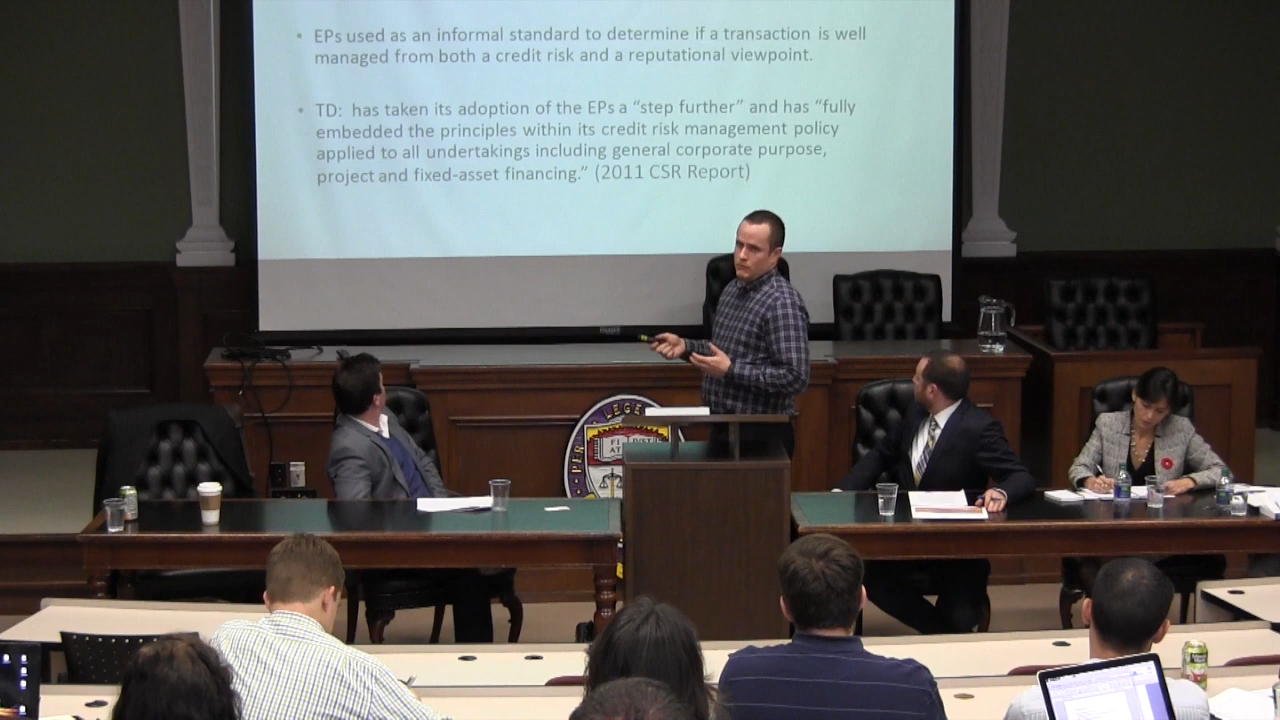 • EPs used as an informal standard to determine if a transaction is well
managed from both a credit risk and a reputational viewpoint.
• TD: has taken its adoption of the EPs a “step further” and has “fully
embedded the principles within its credit risk management policy
applied to all undertakings including general corporate purpose,
project and fixed-asset financing.” (2011 CSR Report)
PER LEGE